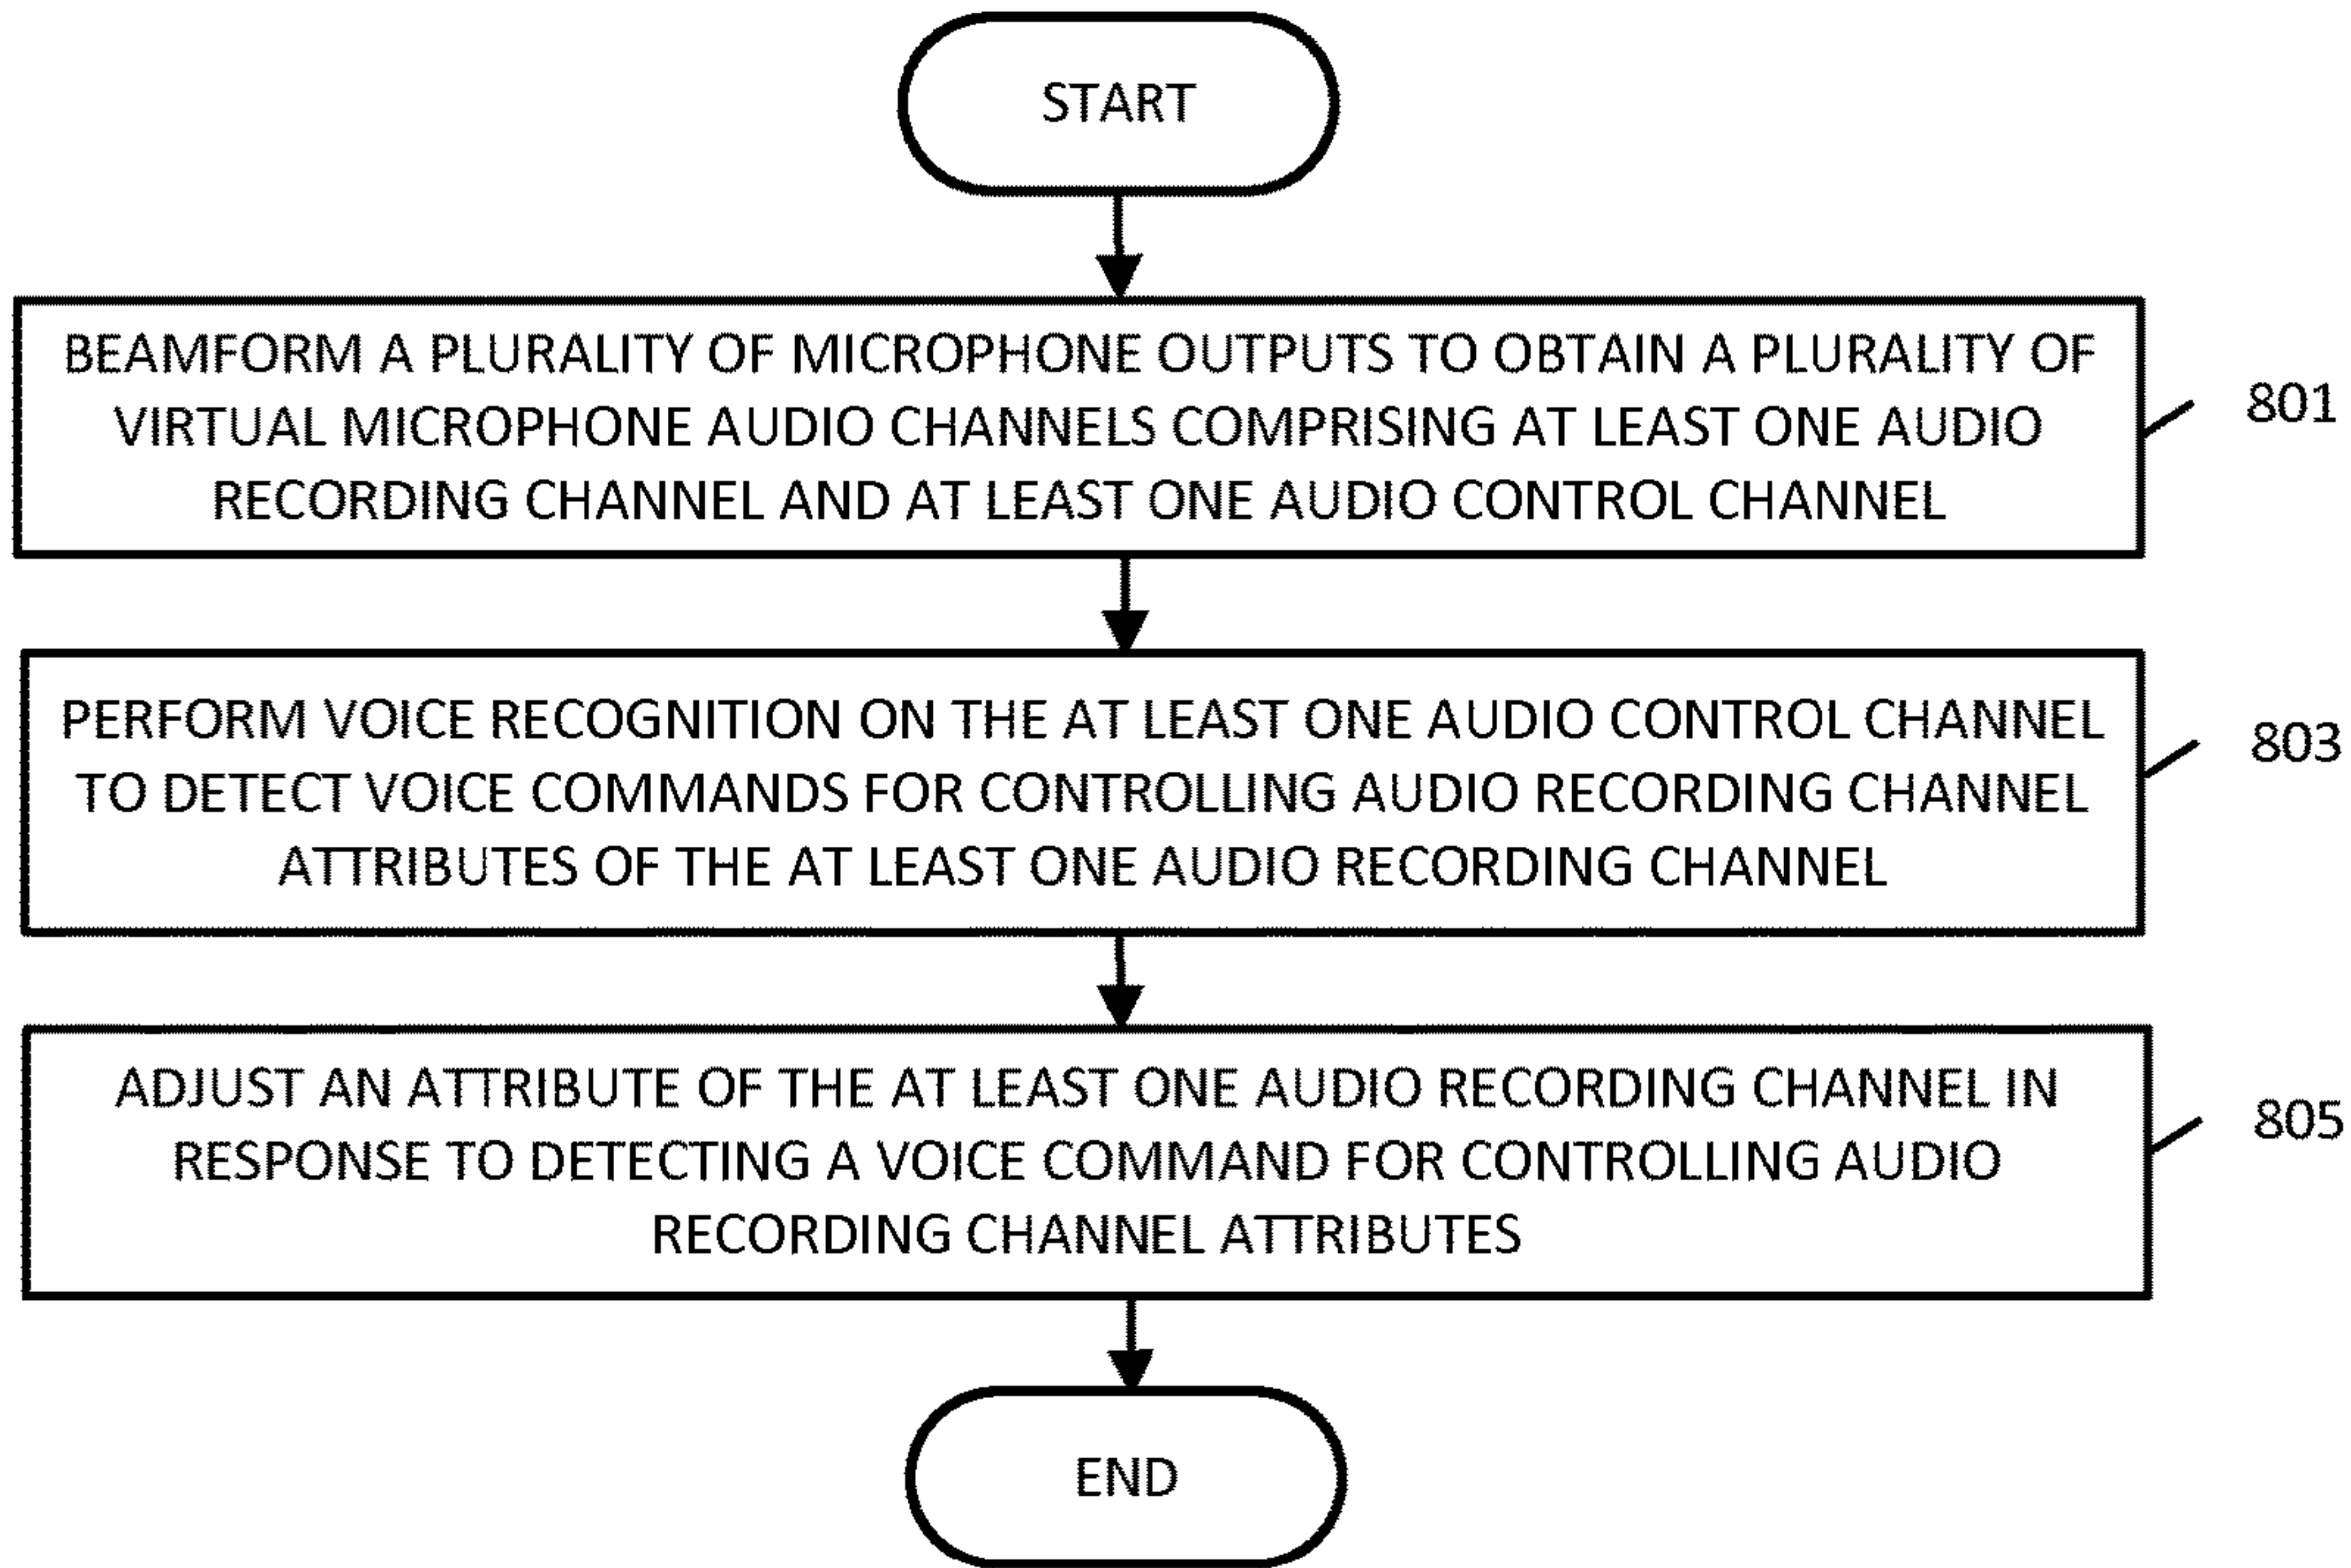 START
BEAMFORM A PLURALITY OF MICROPHONE OUTPUTS TO OBTAIN A PLURALITY OF
VIRTUAL MICROPHONE AUDIO CHANNELS COMPRISING AT LEAST ONE AUDIO
RECORDING CHANNEL AND AT LEAST ONE AUDIO CONTROL CHANNEL
801
PERFORM VOICE RECOGNITION ON THE AT LEAST ONE AUDIO CONTROL CHANNEL
TO DETECT VOICE COMMANDS FOR CONTROLLING AUDIO RECORDING CHANNEL
ATTRIBUTES OF THE AT LEAST ONE AUDIO RECORDING CHANNEL
803
ADJUST AN ATTRIBUTE OF THE AT LEAST ONE AUDIO RECORDING CHANNEL IN
RESPONSE TO DETECTING A VOICE COMMAND FOR CONTROLLING AUDIO
RECORDING CHANNEL ATTRIBUTES
805
END